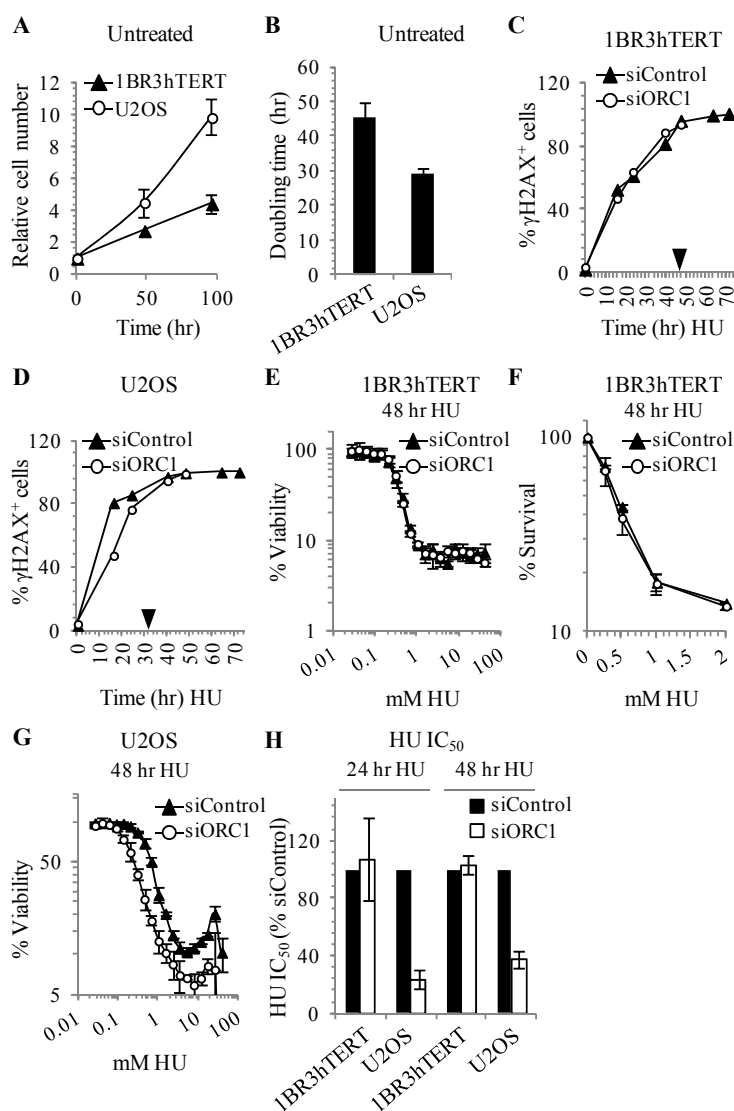 A
Untreated
1BR3hTERT
U2OS
Relative cell number
12
10
8
6
4
2
0
0
50
100
Time (hr)
B
Untreated
Doubling time (hr)
60
50
40
30
20
10
0
1BR3hTERT
U2OS
C
1BR3hTERT
siControl
siORC1
% γH2AX+ cells
120
80
40
0
0
10
20
30
40
50
60
70
Time (hr) HU
D
U2OS
siControl
siORC1
% γH2AX+ cells
120
80
40
0
0
10
20
30
40
50
60
70
Time (hr) HU
E
1BR3hTERT
48 hr HU
siControl
siORC1
% Viability
100
10
1
0.01
0.1
1
10
100
mM HU
F
1BR3hTERT
48 hr HU
siControl
siORC1
% Survival
100
10
0
0.5
1
1.5
2
mM HU
G
U2OS
48 hr HU
siControl
siORC1
% Viability
50
5
0.01
0.1
1
10
100
mM HU
H
HU IC50
24 hr HU
48 hr HU
siControl
siORC1
HU IC50 (% siControl)
120
80
40
0
1BR3hTERT
U2OS
1BR3hTERT
U2OS